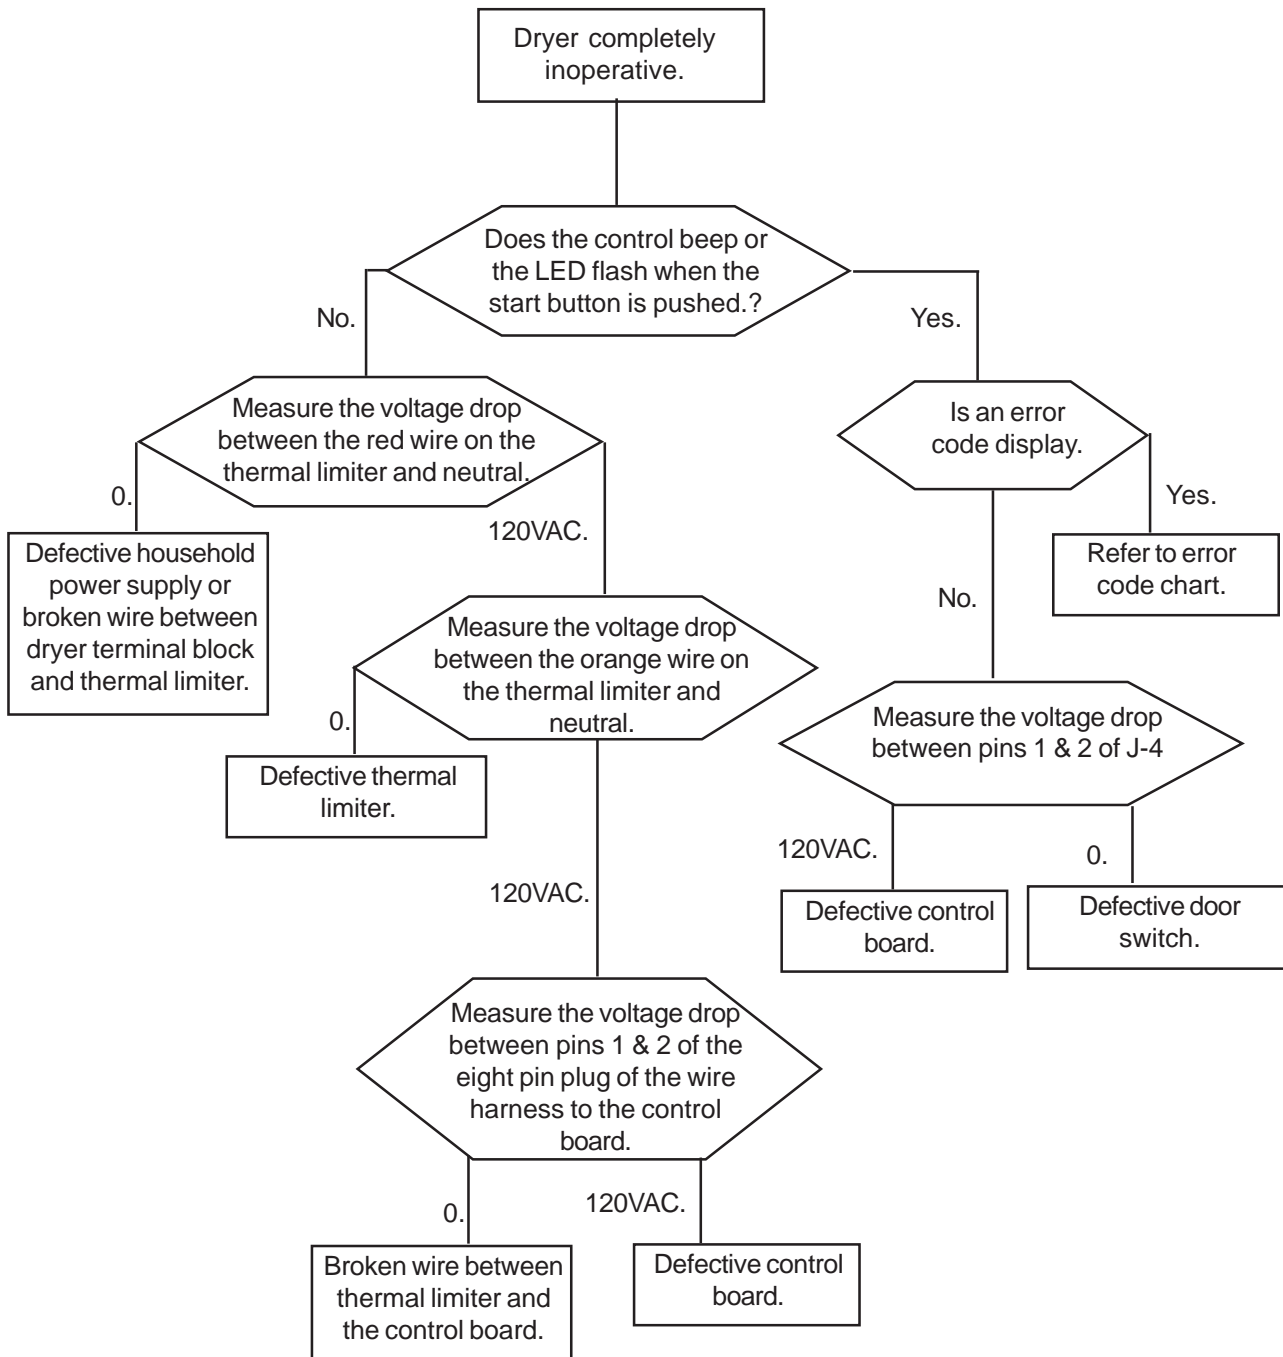 Dryer completely
inoperative.
Does the control beep or
the LED flash when the
start button is pushed.?
No.
Yes.
Measure the voltage drop
between the red wire on the
thermal limiter and neutral.
Is an error
code display.
0.
120VAC.
Yes.
No.
Defective household
power supply or
broken wire between
dryer terminal block
and thermal limiter.
Refer to error
code chart.
Measure the voltage drop
between the orange wire on
the thermal limiter and
neutral.
Measure the voltage drop
between pins 1 & 2 of J-4
0.
120VAC.
Defective thermal
limiter.
120VAC.
0.
Defective control
board.
Defective door
switch.
Measure the voltage drop
between pins 1 & 2 of the
eight pin plug of the wire
harness to the control
board.
0.
120VAC.
Broken wire between
thermal limiter and
the control board.
Defective control
board.